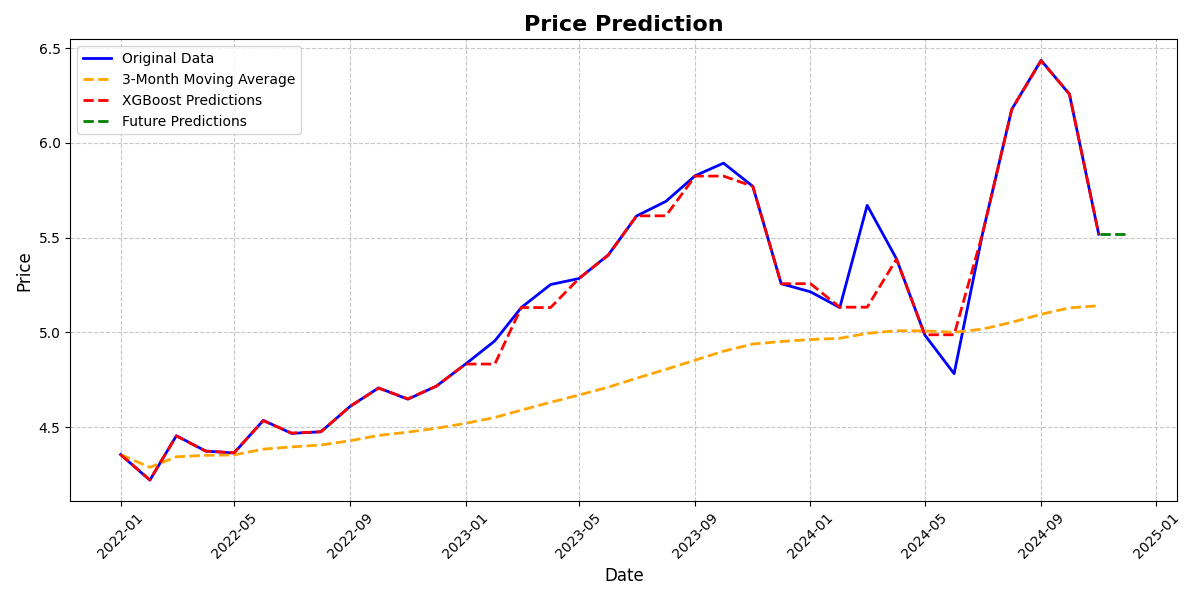 Price Prediction
Original Data
3-Month Moving Average
XGBoost Predictions
Future Predictions
Price
6.5
6.0
5.5
5.0
4.5
2022-01
2022-05
2022-09
2023-01
2023-05
2023-09
2024-01
2024-05
2024-09
2025-01
Date